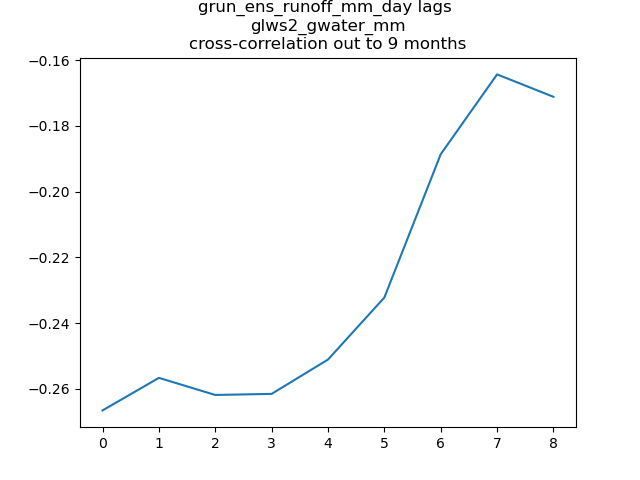 grun_ens_runoff_mm_day lags
glws2_gwater_mm
cross-correlation out to 9 months
−0.16
−0.18
−0.20
−0.22
−0.24
−0.26
0 1 2 3 4 5 6 7 8